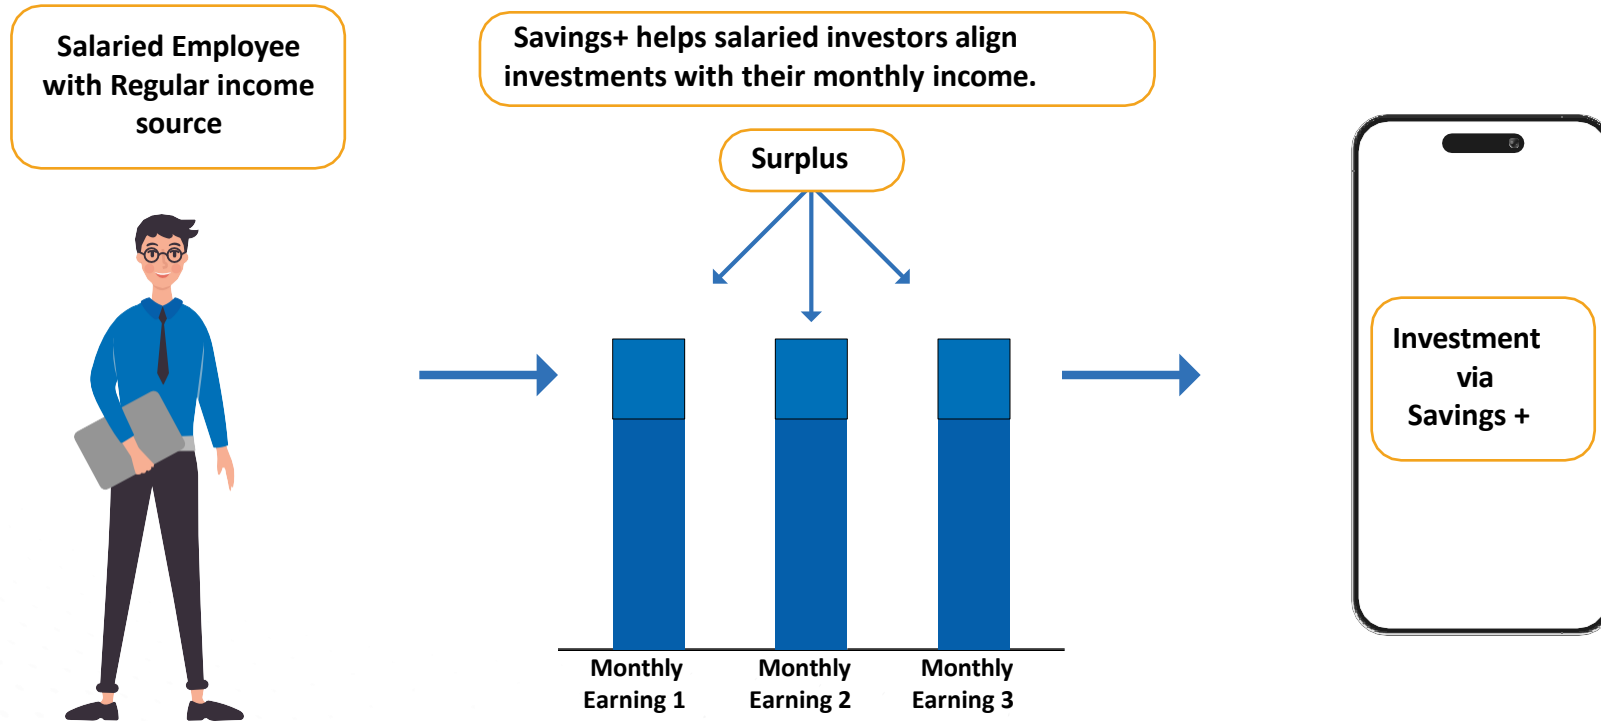 Salaried Employee
with Regular income
source
Savings+ helps salaried investors align
investments with their monthly income.
Surplus
Investment
via
Savings +
Monthly
Earning 1
Monthly
Earning 2
Monthly
Earning 3